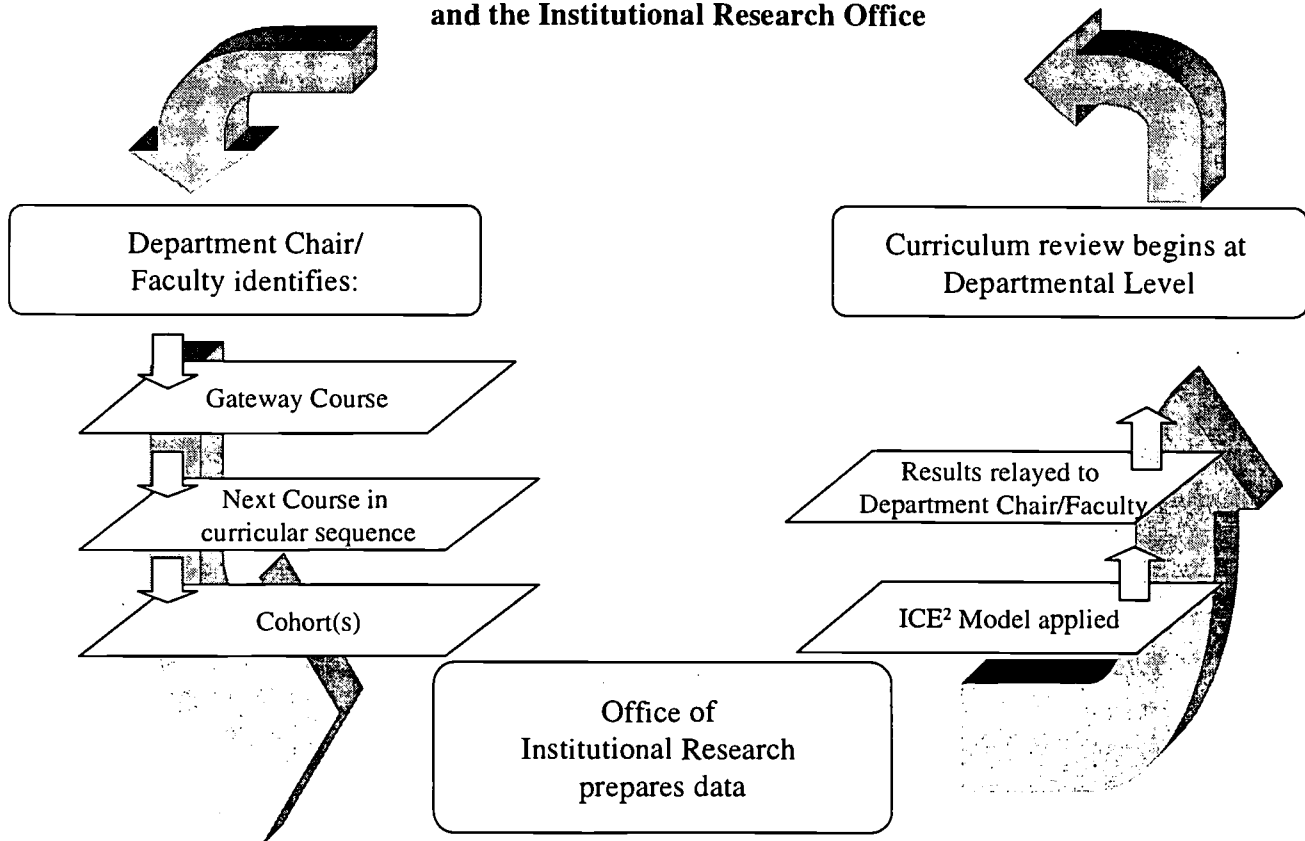 and the Institutional Research Office
Department Chair/
Faculty identifies:
Gateway Course
Next Course in
curricular sequence
Cohort(s)
Office of
Institutional Research
prepares data
ICE² Model applied
Results relayed to
Department Chair/Faculty
Curriculum review begins at
Departmental Level